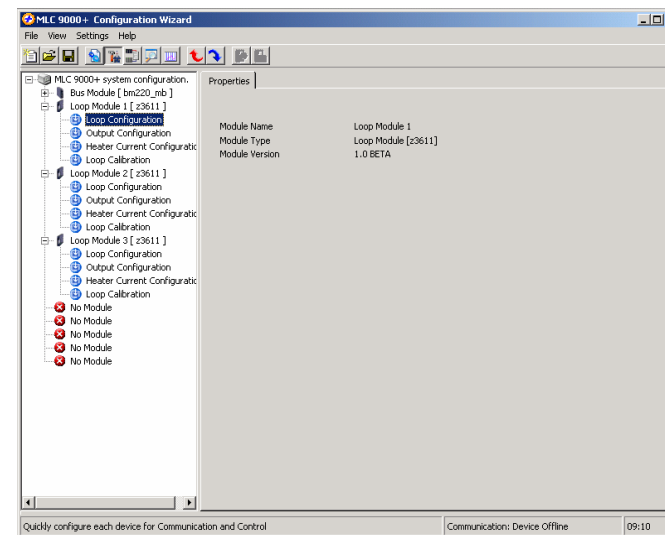 MLC 9000+ Configuration Wizard
File View Settings Help
MLC 9000+ system configuration.
Bus Module [ bm220_mb ]
Loop Module 1 [ z3611 ]
Loop Configuration
Output Configuration
Heater Current Configuratic
Loop Calibration
Loop Module 2 [ z3611 ]
Loop Configuration
Output Configuration
Heater Current Configuratic
Loop Calibration
Loop Module 3 [ z3611 ]
Loop Configuration
Output Configuration
Heater Current Configuratic
Loop Calibration
No Module
No Module
No Module
No Module
No Module
Properties
Module Name Loop Module 1
Module Type Loop Module [z3611]
Module Version 1.0 BETA
Quickly configure each device for Communication and Control
Communication: Device Offline
09:10